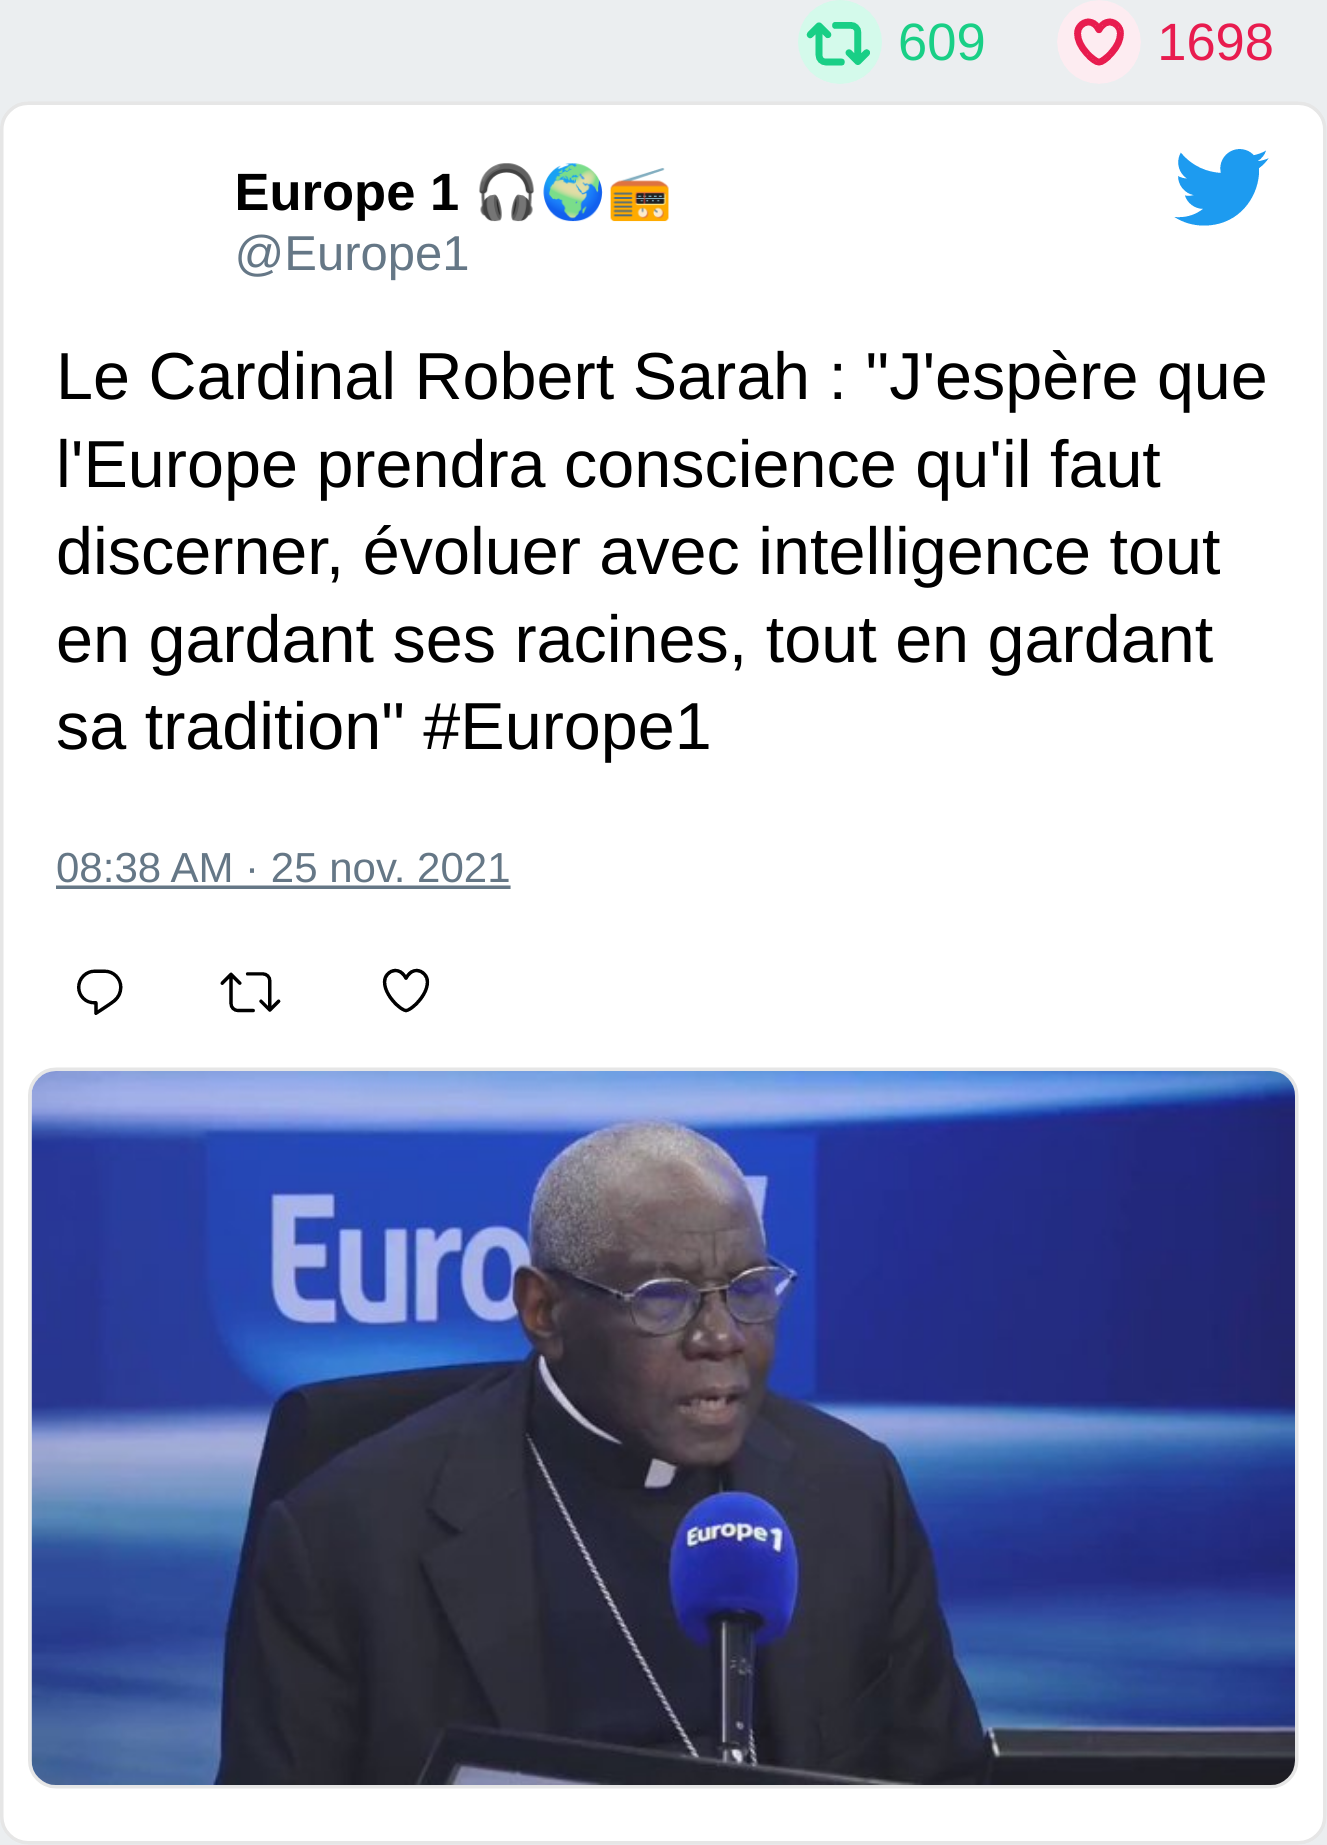 609 1698
Europe 1 🎧🌍📻
@Europe1
Le Cardinal Robert Sarah : "J'espère que
l'Europe prendra conscience qu'il faut
discerner, évoluer avec intelligence tout
en gardant ses racines, tout en gardant
sa tradition" #Europe1
08:38 AM · 25 nov. 2021
Euro
Europe1